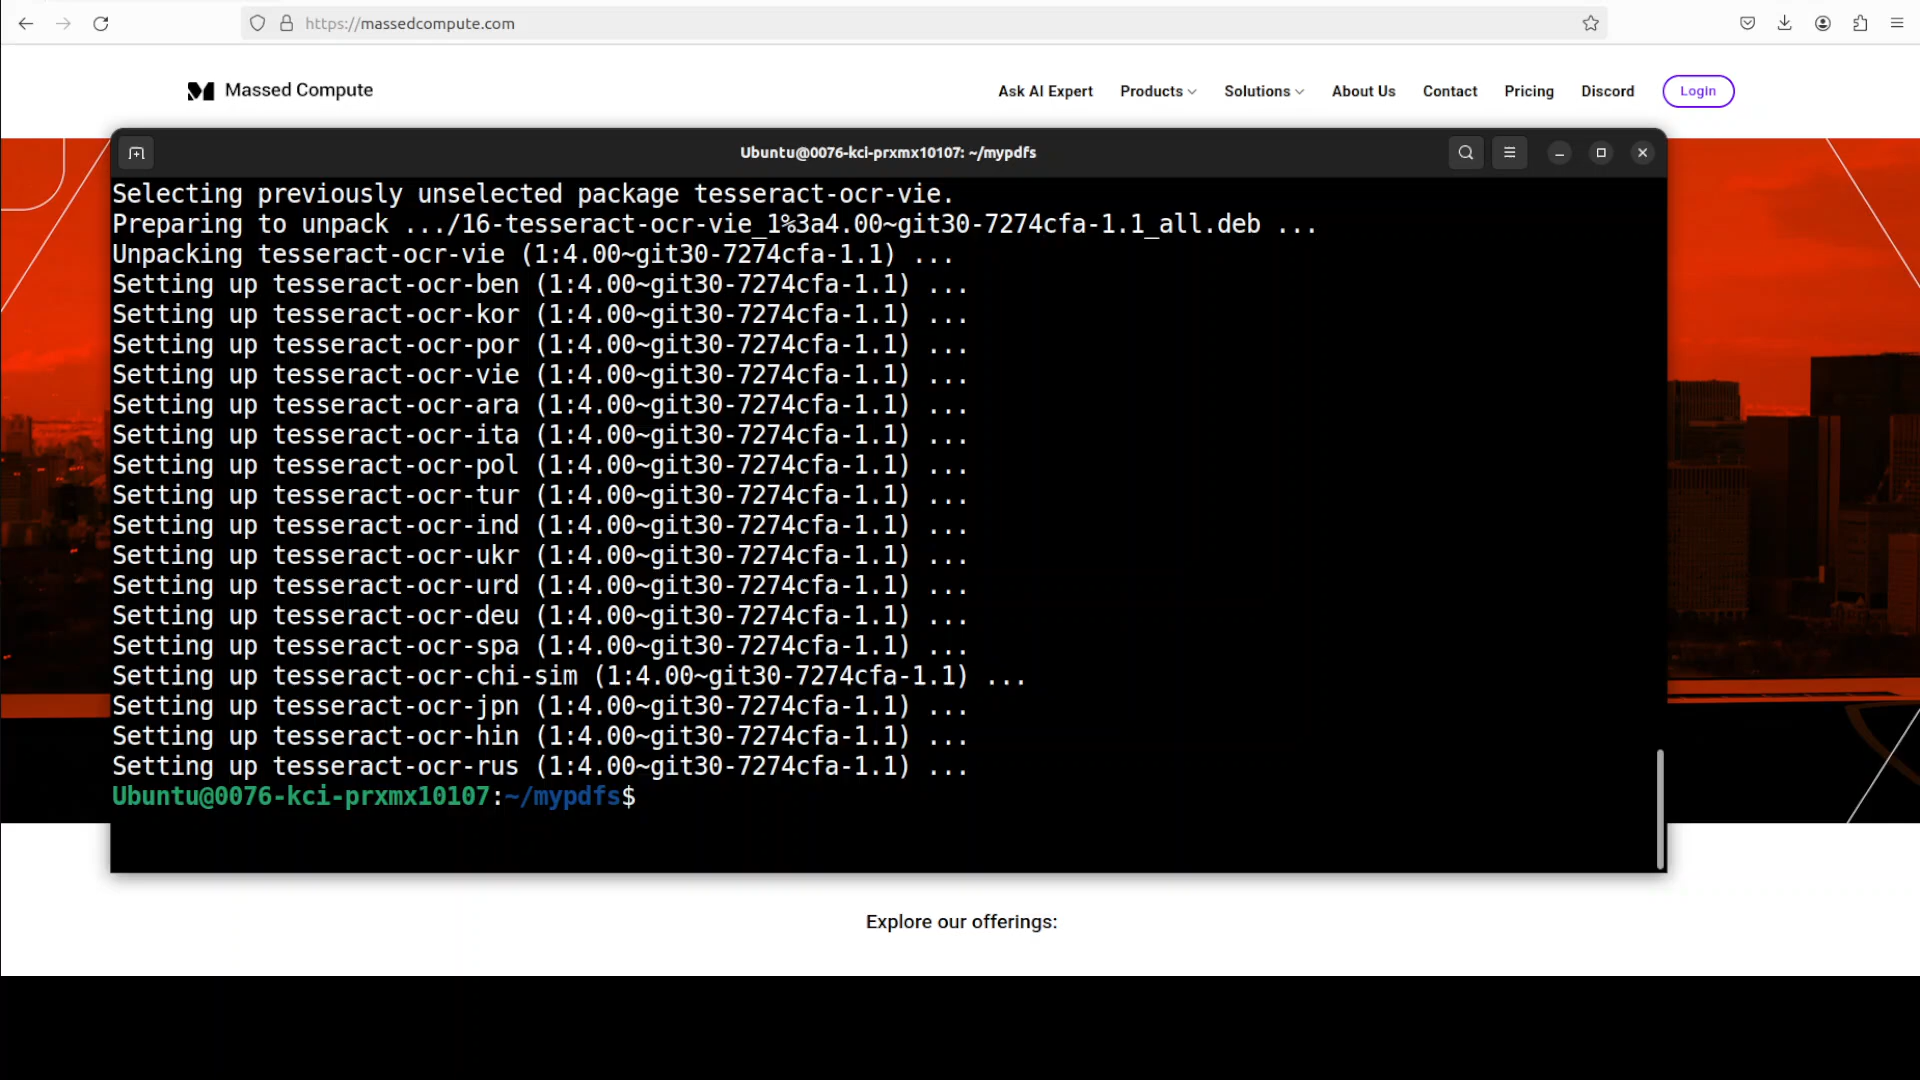 https://massedcompute.com
Massed Compute
Ask AI Expert Products Solutions About Us Contact Pricing Discord Login
Ubuntu@0076-kci-prxmx10107: ~/mypdfs
Selecting previously unselected package tesseract-ocr-vie.
Preparing to unpack .../16-tesseract-ocr-vie_1%3a4.00~git30-7274cfa-1.1_all.deb ...
Unpacking tesseract-ocr-vie (1:4.00~git30-7274cfa-1.1) ...
Setting up tesseract-ocr-ben (1:4.00~git30-7274cfa-1.1) ...
Setting up tesseract-ocr-kor (1:4.00~git30-7274cfa-1.1) ...
Setting up tesseract-ocr-por (1:4.00~git30-7274cfa-1.1) ...
Setting up tesseract-ocr-vie (1:4.00~git30-7274cfa-1.1) ...
Setting up tesseract-ocr-ara (1:4.00~git30-7274cfa-1.1) ...
Setting up tesseract-ocr-ita (1:4.00~git30-7274cfa-1.1) ...
Setting up tesseract-ocr-pol (1:4.00~git30-7274cfa-1.1) ...
Setting up tesseract-ocr-tur (1:4.00~git30-7274cfa-1.1) ...
Setting up tesseract-ocr-ind (1:4.00~git30-7274cfa-1.1) ...
Setting up tesseract-ocr-ukr (1:4.00~git30-7274cfa-1.1) ...
Setting up tesseract-ocr-urd (1:4.00~git30-7274cfa-1.1) ...
Setting up tesseract-ocr-deu (1:4.00~git30-7274cfa-1.1) ...
Setting up tesseract-ocr-spa (1:4.00~git30-7274cfa-1.1) ...
Setting up tesseract-ocr-chi-sim (1:4.00~git30-7274cfa-1.1) ...
Setting up tesseract-ocr-jpn (1:4.00~git30-7274cfa-1.1) ...
Setting up tesseract-ocr-hin (1:4.00~git30-7274cfa-1.1) ...
Setting up tesseract-ocr-rus (1:4.00~git30-7274cfa-1.1) ...
Ubuntu@0076-kci-prxmx10107:~/mypdfs$
Explore our offerings: